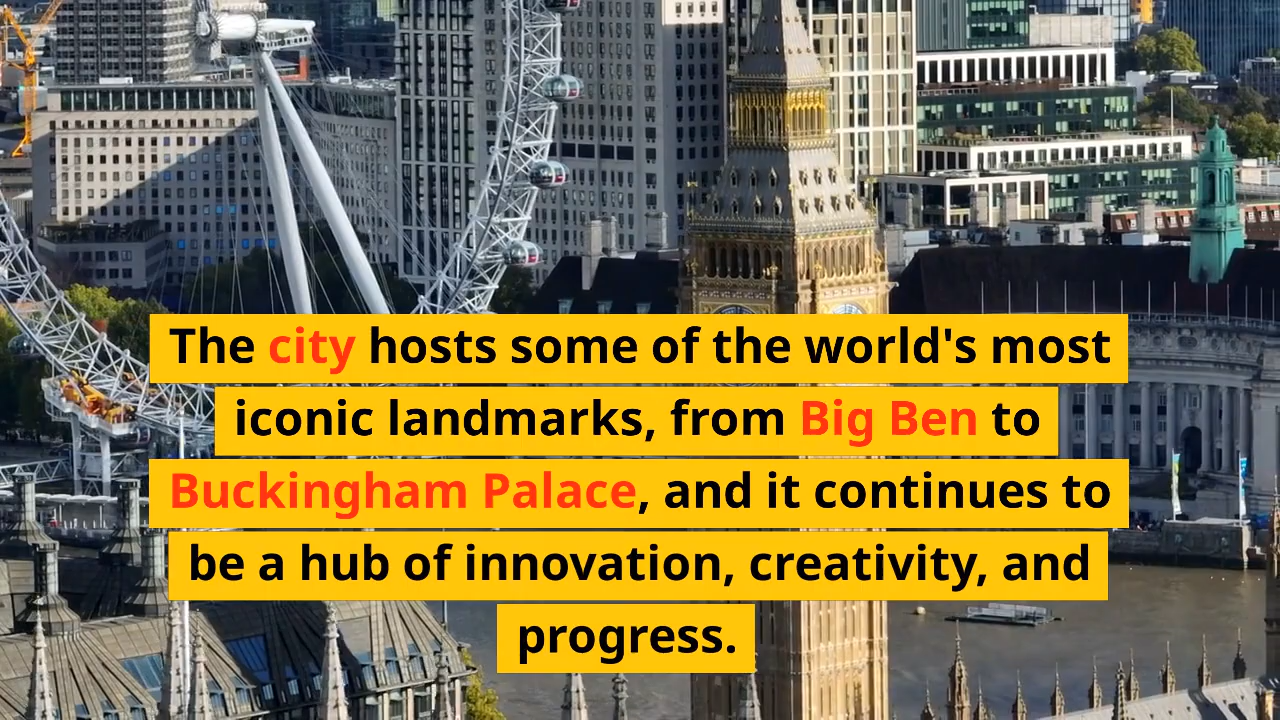 The city hosts some of the world's most
iconic landmarks, from Big Ben to
Buckingham Palace, and it continues to
be a hub of innovation, creativity, and
progress.